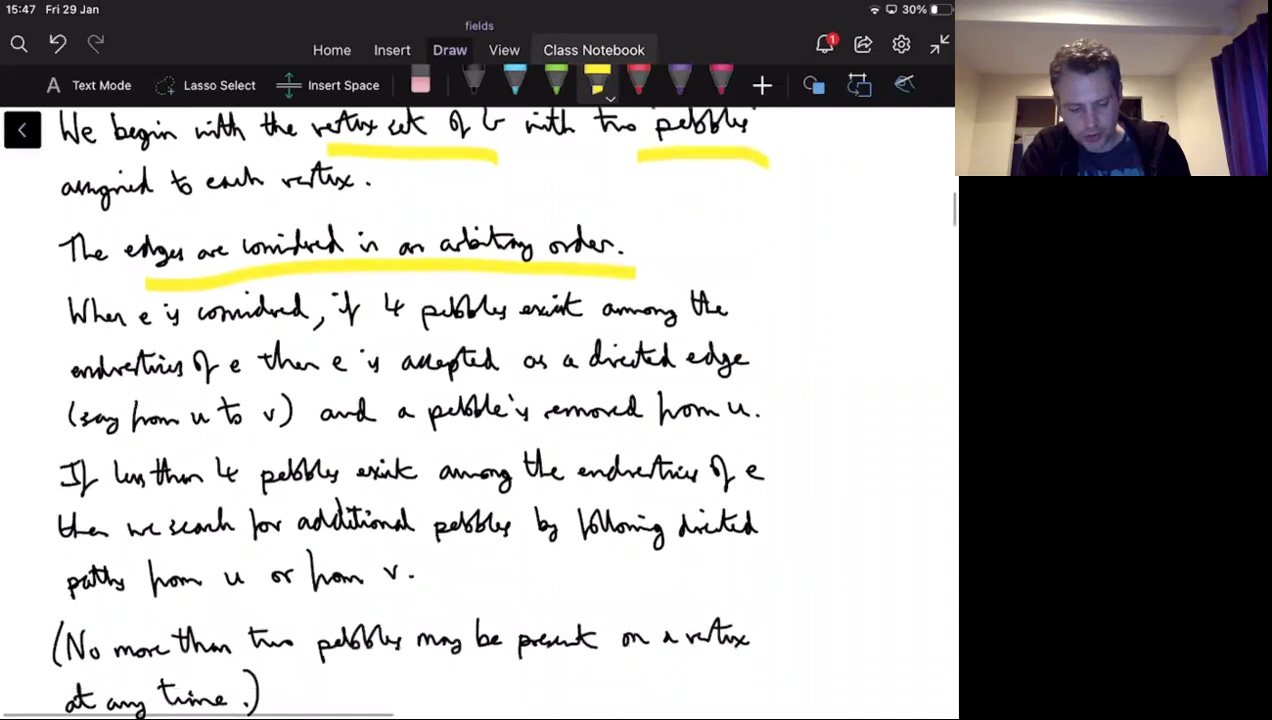 15:47 Fri 29 Jan
30%
fields
Home Insert Draw View Class Notebook
1
A Text Mode Lasso Select Insert Space
We begin with the vertex set of G with two pebbles
assigned to each vertex.
The edges are considered in an arbitrary order.
When e is considered, if 4 pebbles exist among the
endvertices of e then e is accepted as a directed edge
(say from u to v) and a pebble is removed from u.
If less than 4 pebbles exist among the endvertices of e
then we search for additional pebbles by following directed
paths from u or from v.
(No more than two pebbles may be present on a vertex
at any time.)